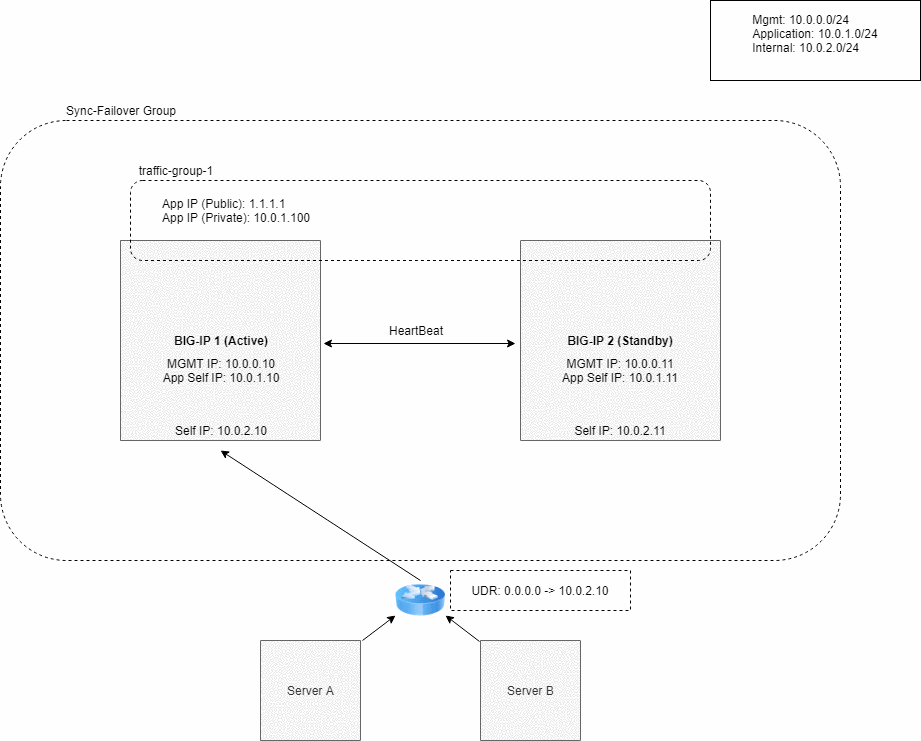 Mgmt: 10.0.0.0/24
Application: 10.0.1.0/24
Internal: 10.0.2.0/24
Sync-Failover Group
traffic-group-1
App IP (Public): 1.1.1.1
App IP (Private): 10.0.1.100
HeartBeat
BIG-IP 1 (Active)
MGMT IP: 10.0.0.10
App Self IP: 10.0.1.10
Self IP: 10.0.2.10
BIG-IP 2 (Standby)
MGMT IP: 10.0.0.11
App Self IP: 10.0.1.11
Self IP: 10.0.2.11
UDR: 0.0.0.0 -> 10.0.2.10
Server A
Server B